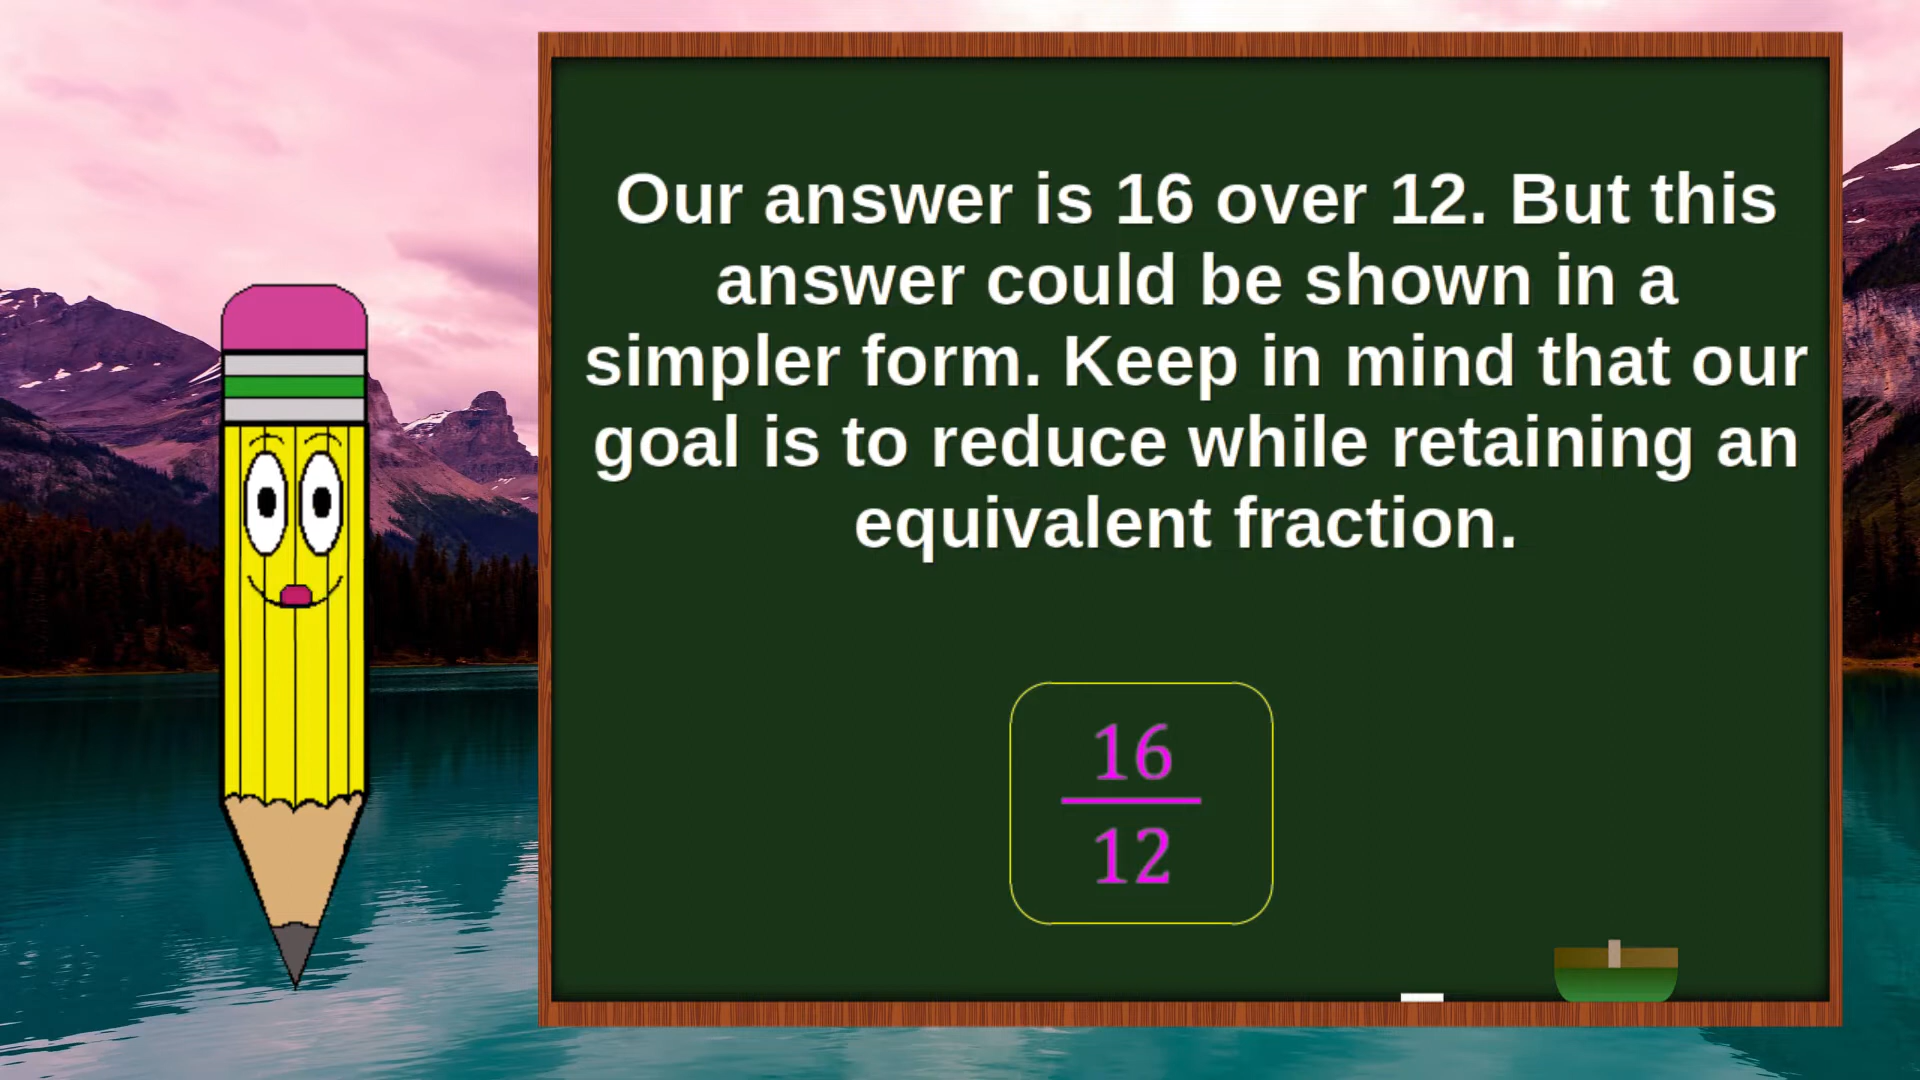 Our answer is 16 over 12. But this
answer could be shown in a
simpler form. Keep in mind that our
goal is to reduce while retaining an
equivalent fraction.
16
12